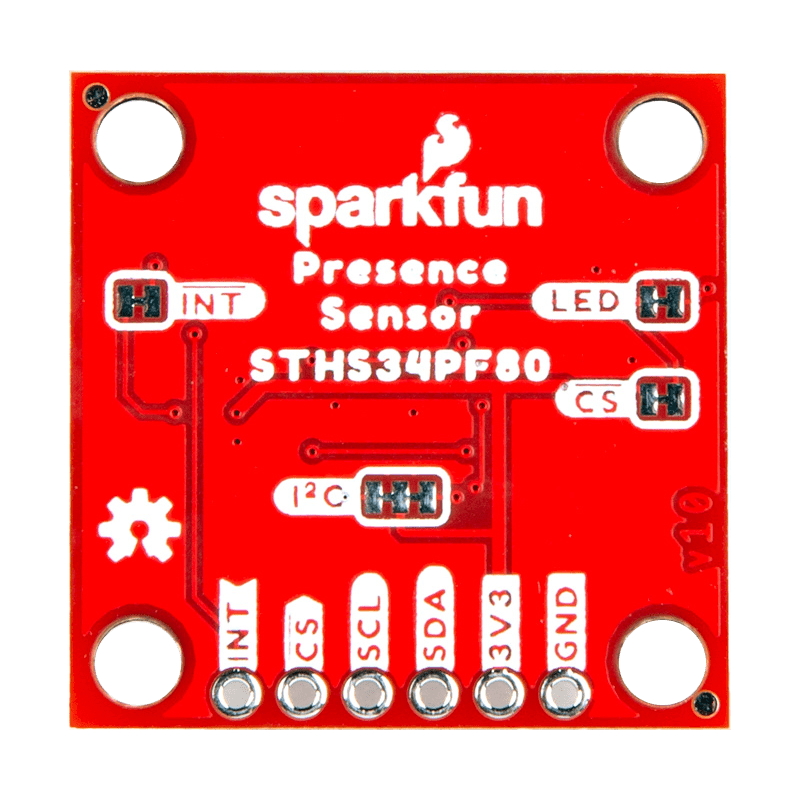 sparkfun
Presence
Sensor
STHS34PF80
INT
LED
CS
I²C
v10
INT
CS
SCL
SDA
3V3
GND